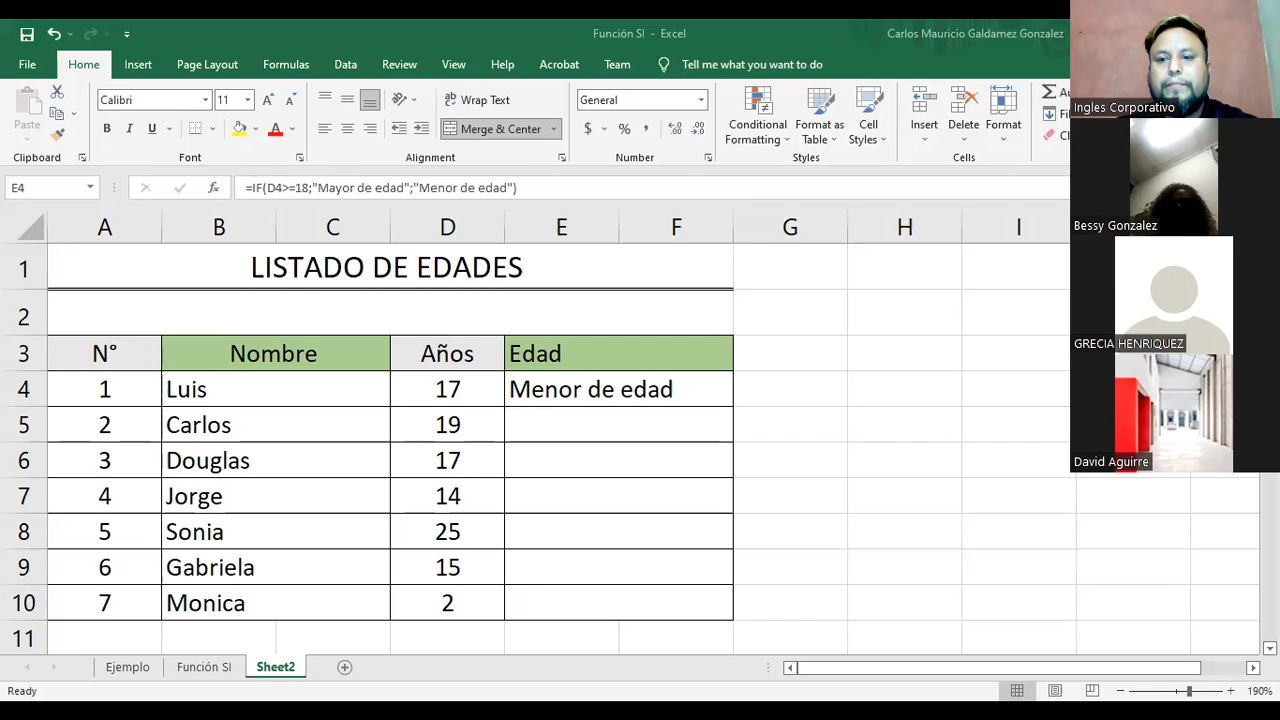 Función SI - Excel
Carlos Mauricio Galdamez Gonzalez
File Home Insert Page Layout Formulas Data Review View Help Acrobat Team Tell me what you want to do
Paste
Calibri 11
Wrap Text
Merge & Center
General
Conditional Formatting
Format as Table
Cell Styles
Insert
Delete
Format
Clipboard Font Alignment Number Styles Cells
E4 =IF(D4>=18;"Mayor de edad";"Menor de edad")
A B C D E F G H I
1 LISTADO DE EDADES
2
3 N° Nombre Años Edad
4 1 Luis 17 Menor de edad
5 2 Carlos 19
6 3 Douglas 17
7 4 Jorge 14
8 5 Sonia 25
9 6 Gabriela 15
10 7 Monica 2
11
Ejemplo Función SI Sheet2
Ready
190%
Ingles Corporativo
Bessy Gonzalez
GRECIA HENRIQUEZ
David Aguirre